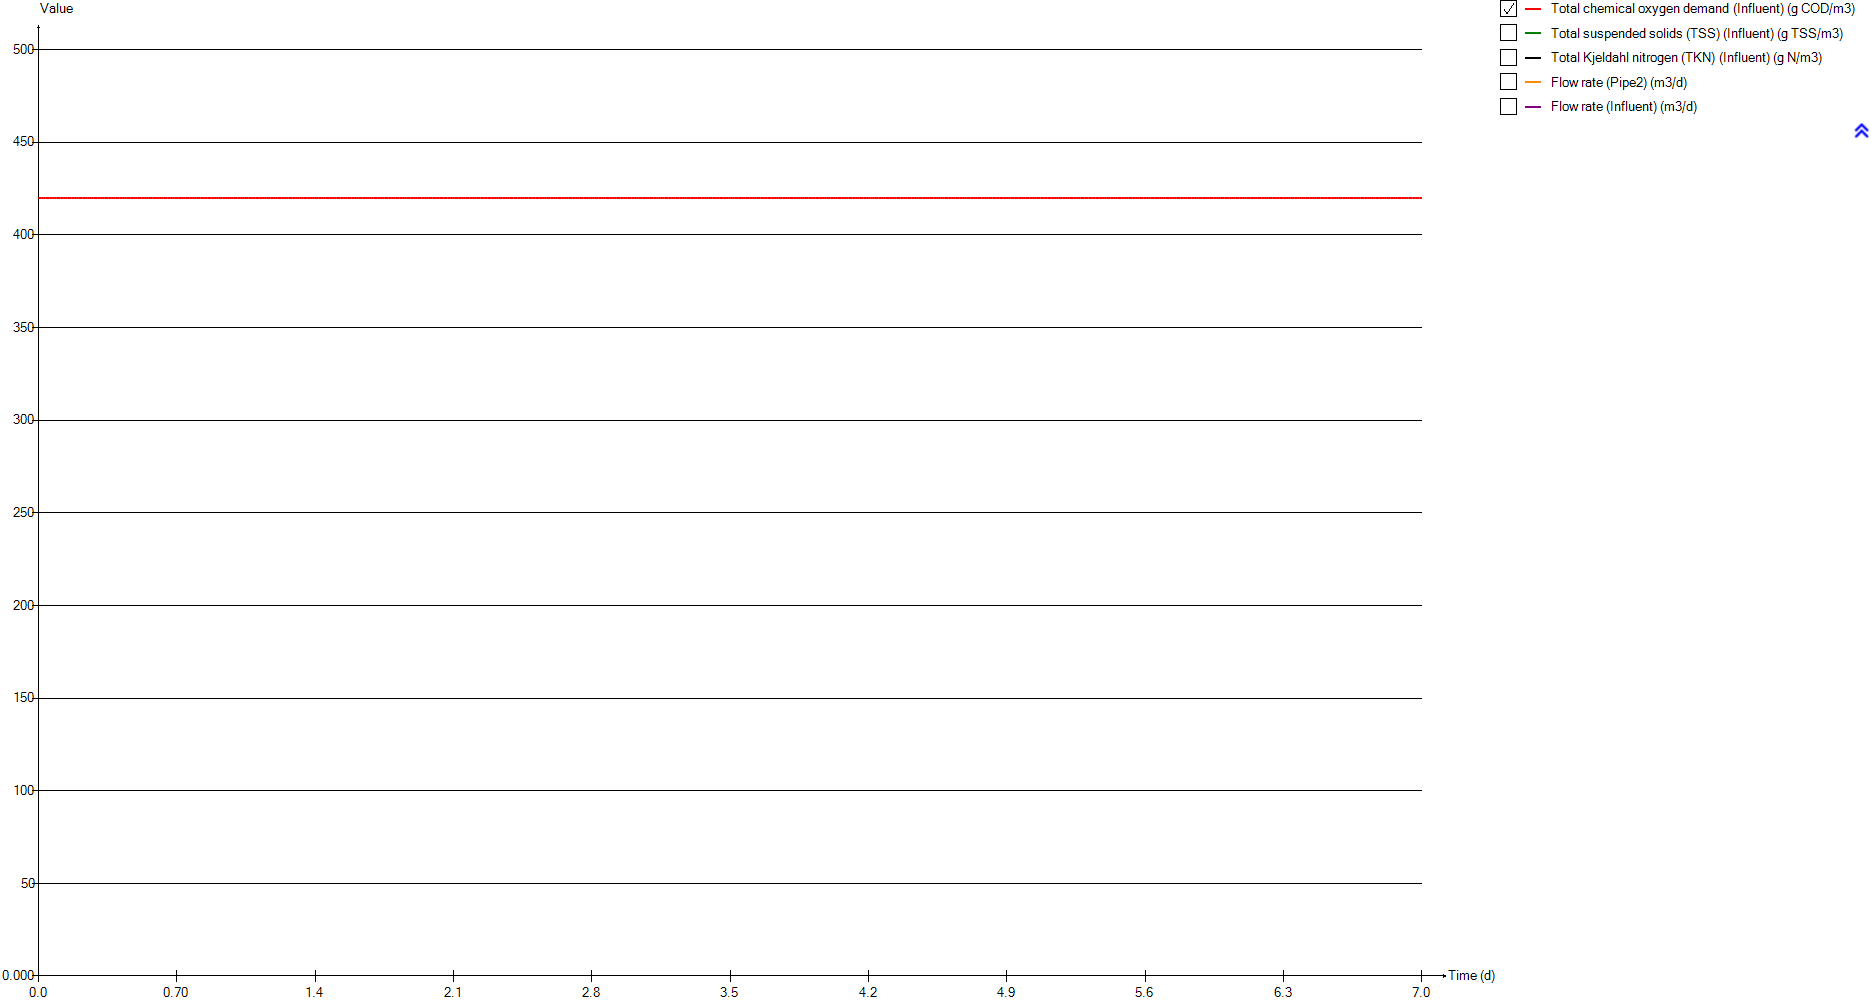 Value
500
450
400
350
300
250
200
150
100
50
0.000
0.0 0.70 1.4 2.1 2.8 3.5 4.2 4.9 5.6 6.3 7.0
Time (d)
Total chemical oxygen demand (Influent) (g COD/m3)
Total suspended solids (TSS) (Influent) (g TSS/m3)
Total Kjeldahl nitrogen (TKN) (Influent) (g N/m3)
Flow rate (Pipe2) (m3/d)
Flow rate (Influent) (m3/d)